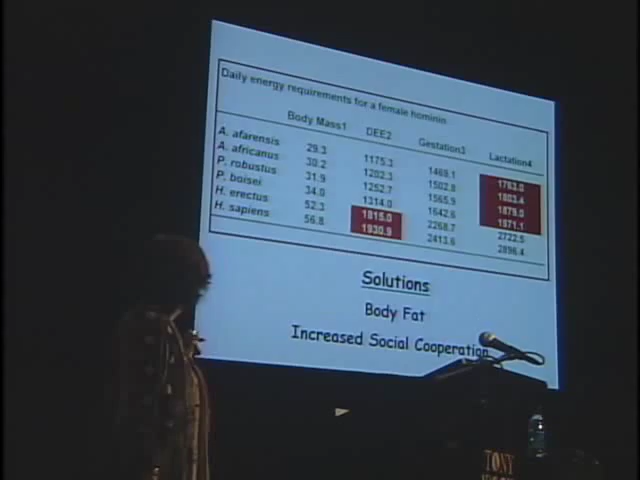 Daily energy requirements for a female hominin
Body Mass1 DEE2 Gestation3 Lactation4
A. afarensis 29.3 1175.3 1469.1 1763.0
A. africanus 30.2 1202.3 1502.8 1803.4
P. robustus 31.9 1252.7 1565.9 1879.0
P. boisei 34.0 1314.0 1642.6 1971.1
H. erectus 52.3 1815.0 2268.7 2722.5
H. sapiens 56.8 1930.9 2413.6 2896.4
Solutions
Body Fat
Increased Social Cooperation
TONY